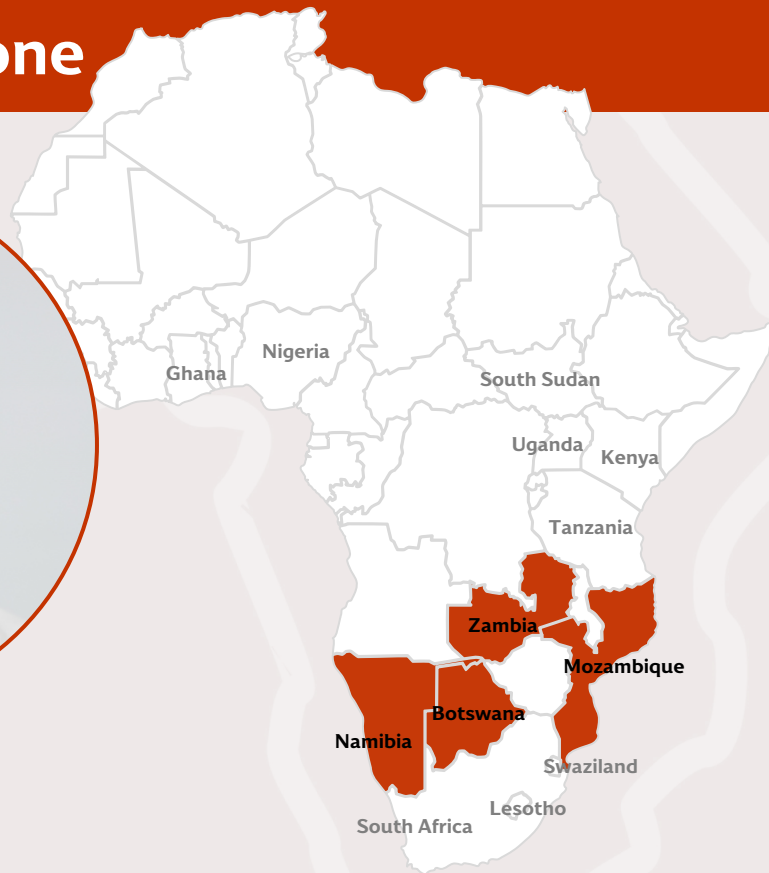 one
Nigeria
Ghana
South Sudan
Uganda
Kenya
Tanzania
Zambia
Mozambique
Botswana
Namibia
Swaziland
Lesotho
South Africa